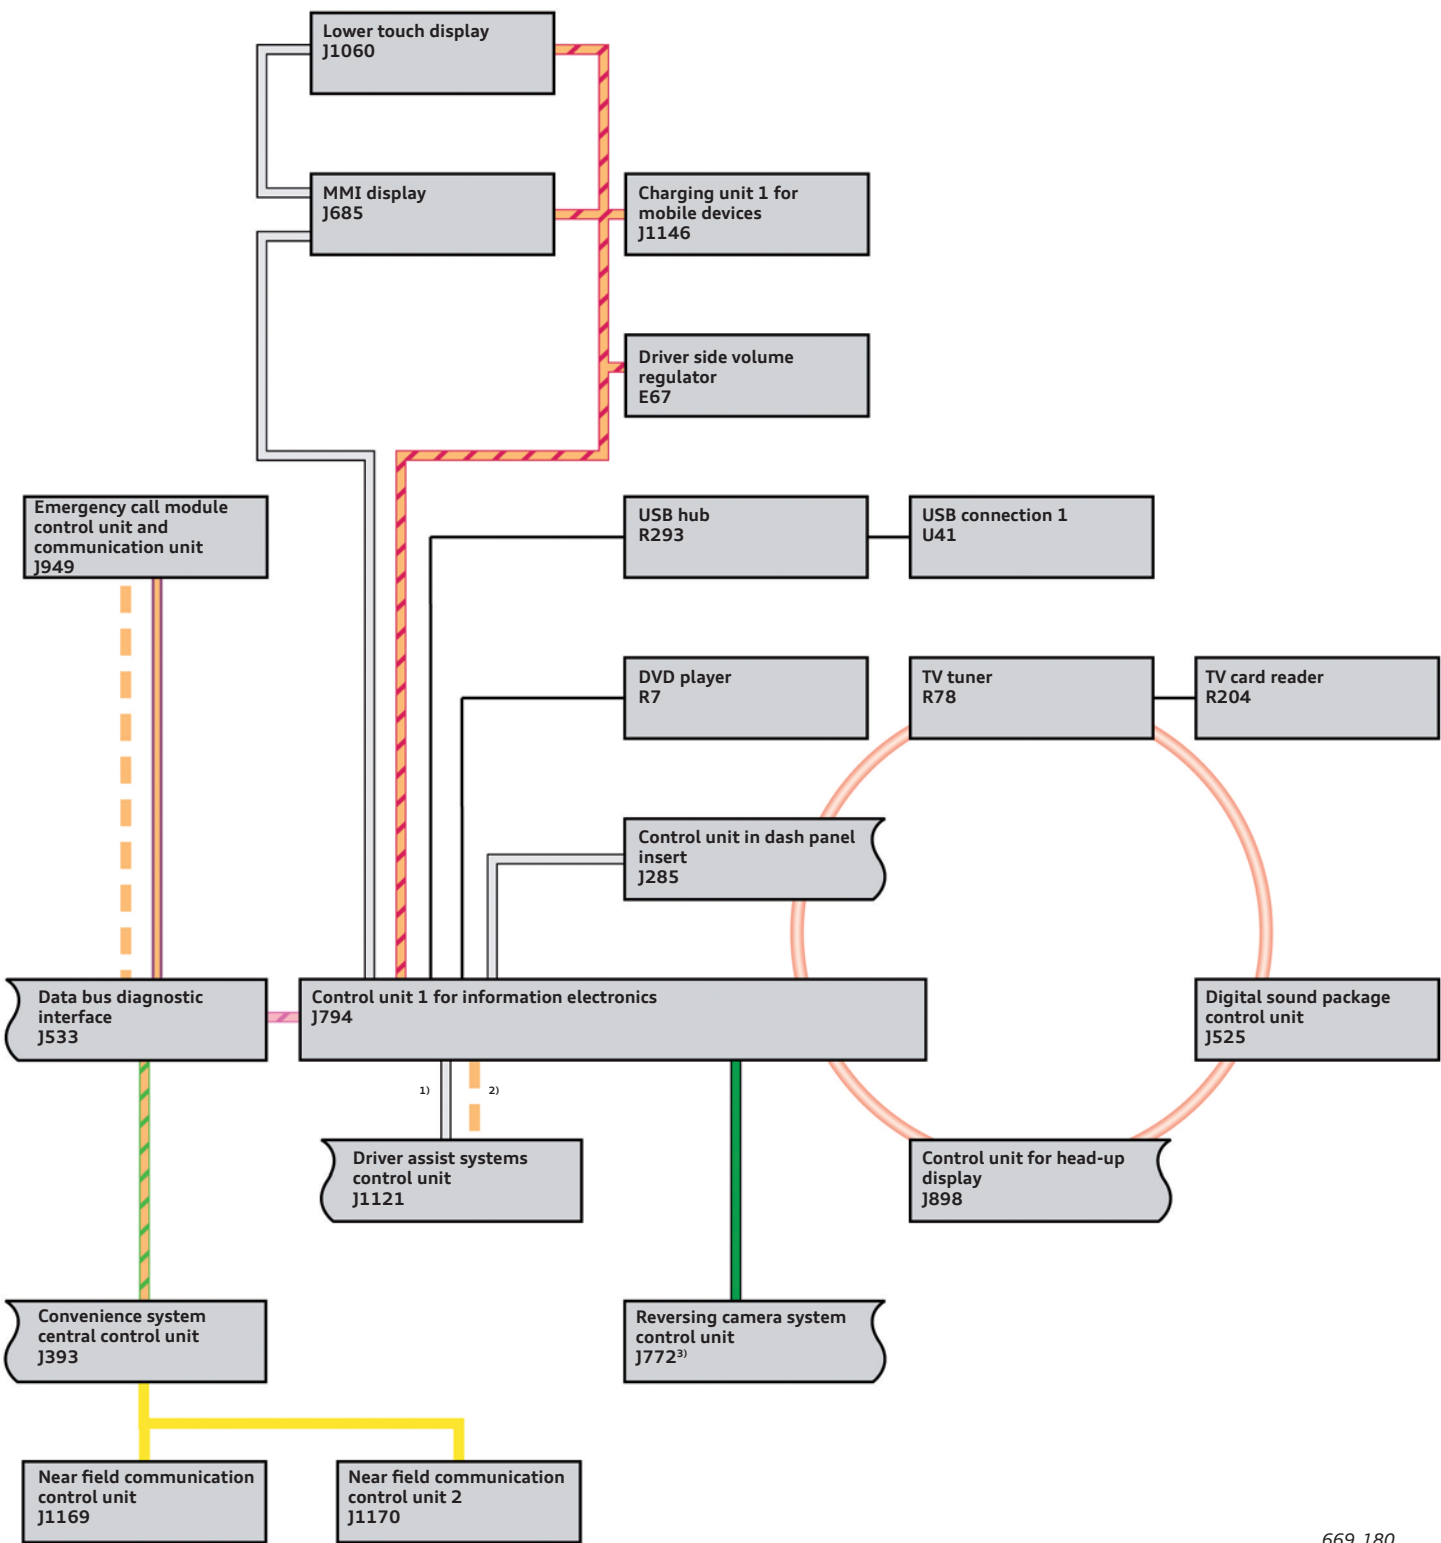 Lower touch display
J1060
MMI display
J685
Charging unit 1 for
mobile devices
J1146
Driver side volume
regulator
E67
Emergency call module
control unit and
communication unit
J949
USB hub
R293
USB connection 1
U41
DVD player
R7
TV tuner
R78
TV card reader
R204
Control unit in dash panel
insert
J285
Data bus diagnostic
interface
J533
Control unit 1 for information electronics
J794
Digital sound package
control unit
J525
1)
2)
Driver assist systems
control unit
J1121
Control unit for head-up
display
J898
Convenience system
central control unit
J393
Reversing camera system
control unit
J772³⁾
Near field communication
control unit
J1169
Near field communication
control unit 2
J1170
669_180